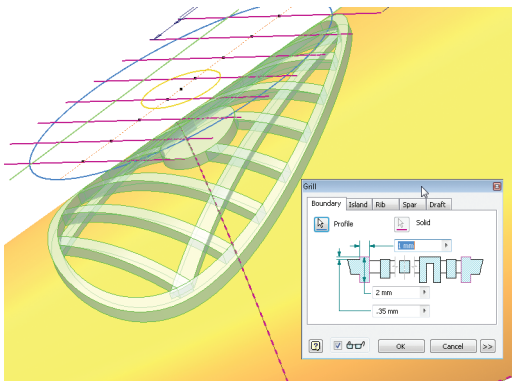 Grill
Boundary Island Rib Spar Draft
Profile Solid
1 mm
2 mm
.35 mm
OK Cancel >>